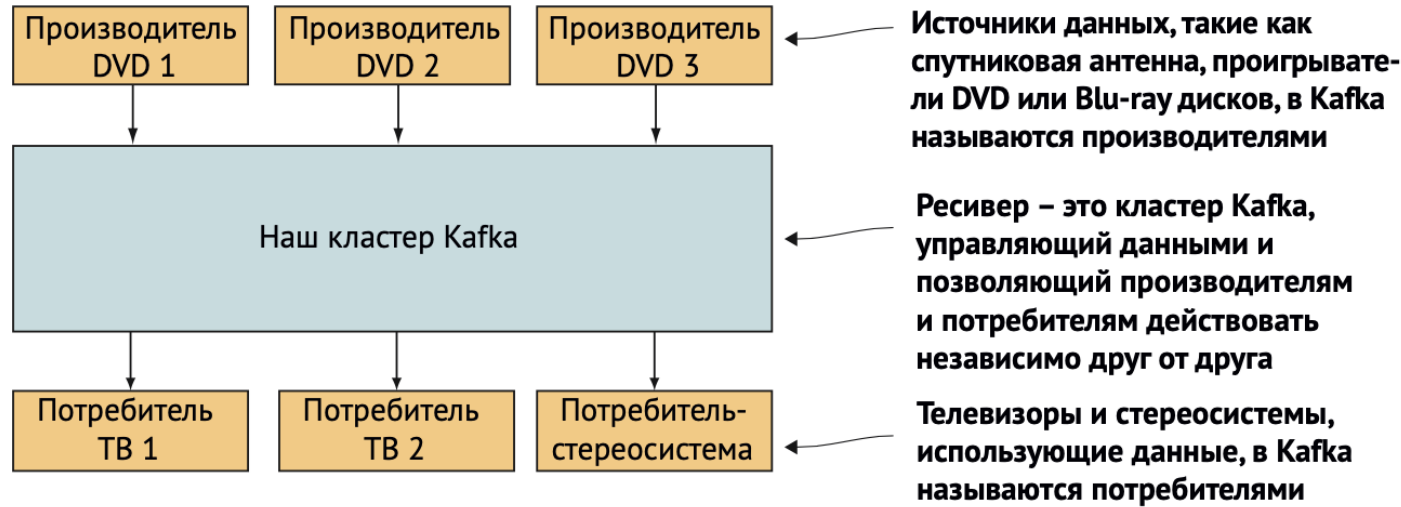 Производитель
DVD 1
Производитель
DVD 2
Производитель
DVD 3
Источники данных, такие как
спутниковая антенна, проигрывате-
ли DVD или Blu-ray дисков, в Kafka
называются производителями
Наш кластер Kafka
Ресивер – это кластер Kafka,
управляющий данными и
позволяющий производителям
и потребителям действовать
независимо друг от друга
Потребитель
ТВ 1
Потребитель
ТВ 2
Потребитель-
стереосистема
Телевизоры и стереосистемы,
использующие данные, в Kafka
называются потребителями